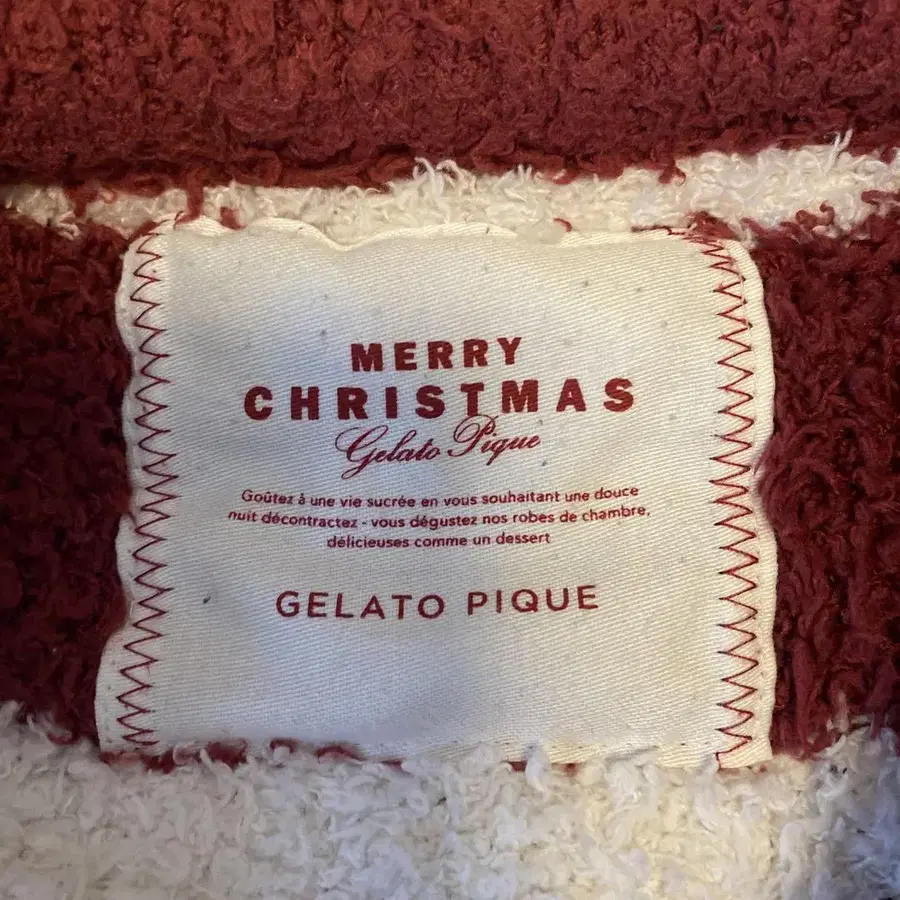 MERRY
CHRISTMAS
Gelato Pique
Goûtez à une vie sucrée en vous souhaitant une douce
nuit décontractez - vous dégustez nos robes de chambre,
délicieuses comme un dessert
GELATO PIQUE